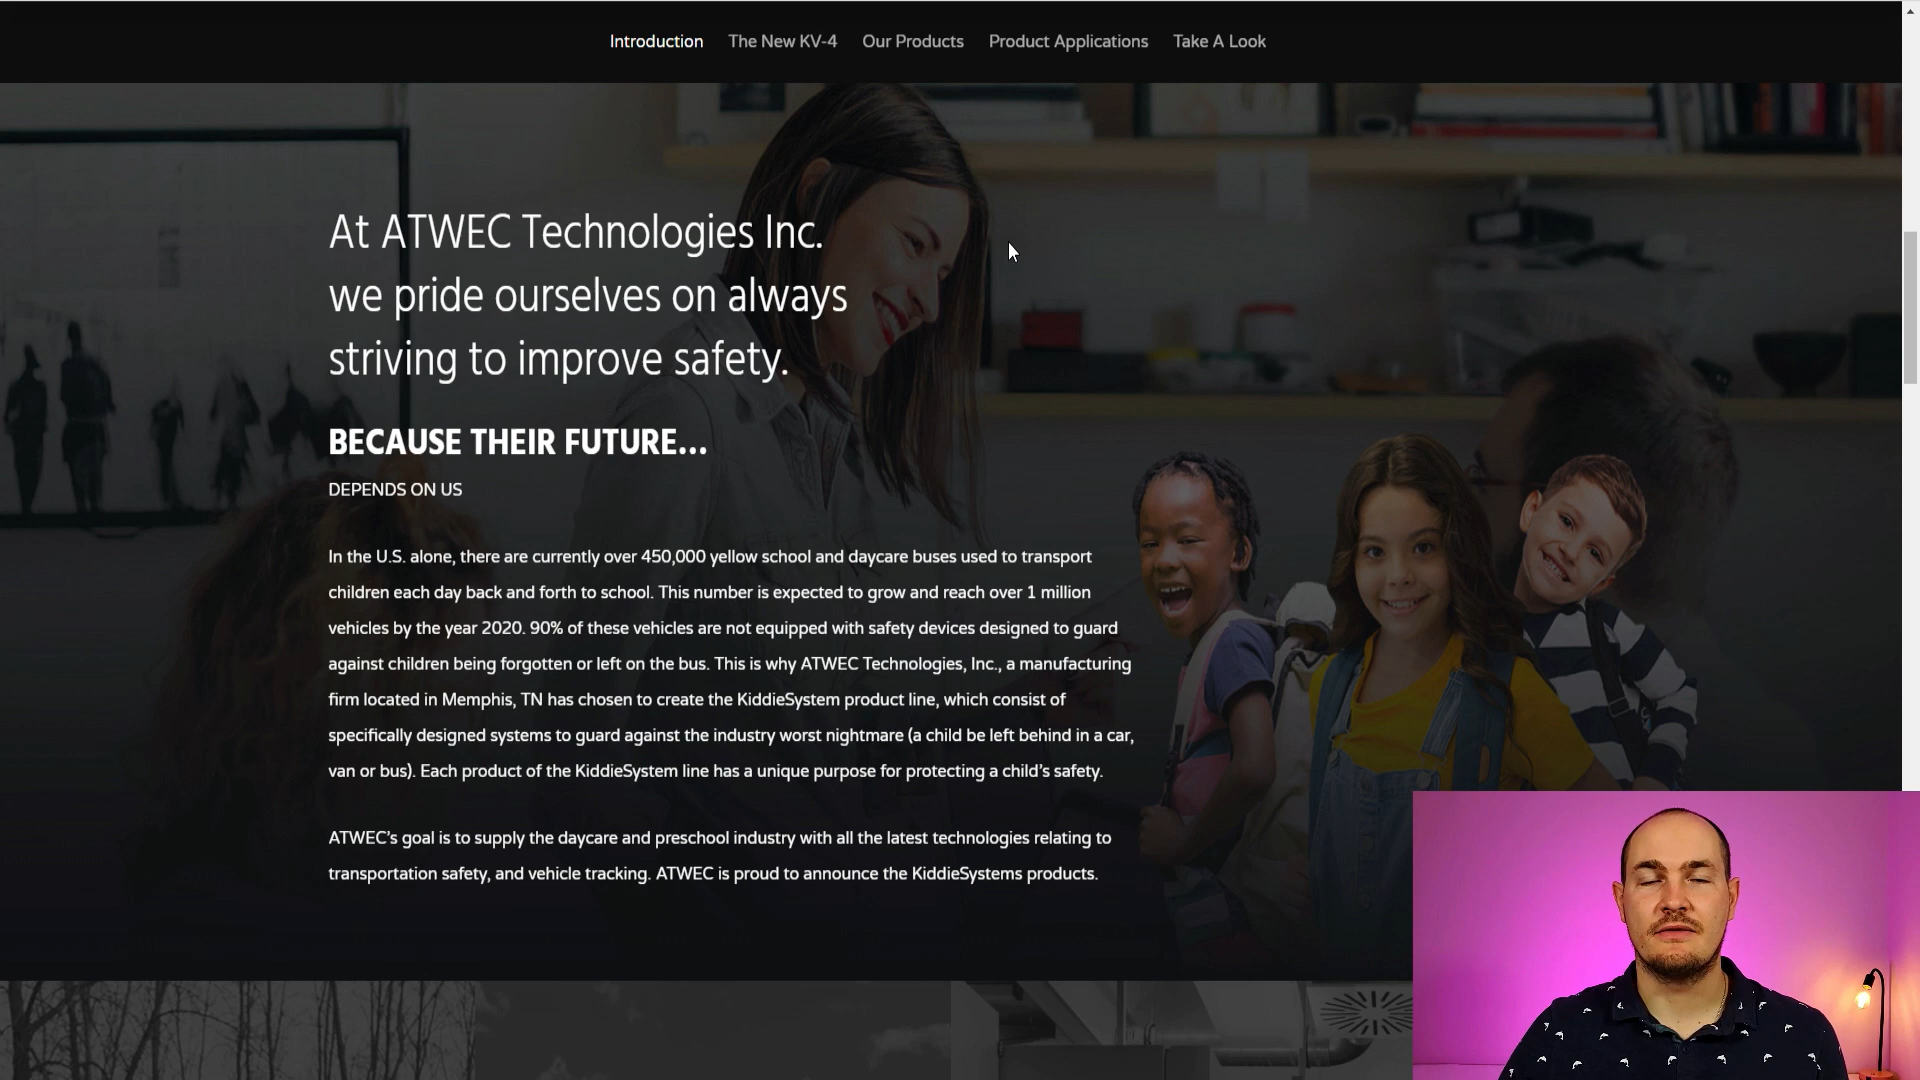 Introduction The New KV-4 Our Products Product Applications Take A Look
At ATWEC Technologies Inc.
we pride ourselves on always
striving to improve safety.
BECAUSE THEIR FUTURE...
DEPENDS ON US
In the U.S. alone, there are currently over 450,000 yellow school and daycare buses used to transport
children each day back and forth to school. This number is expected to grow and reach over 1 million
vehicles by the year 2020. 90% of these vehicles are not equipped with safety devices designed to guard
against children being forgotten or left on the bus. This is why ATWEC Technologies, Inc., a manufacturing
firm located in Memphis, TN has chosen to create the KiddieSystem product line, which consist of
specifically designed systems to guard against the industry worst nightmare (a child be left behind in a car,
van or bus). Each product of the KiddieSystem line has a unique purpose for protecting a child’s safety.
ATWEC’s goal is to supply the daycare and preschool industry with all the latest technologies relating to
transportation safety, and vehicle tracking. ATWEC is proud to announce the KiddieSystems products.